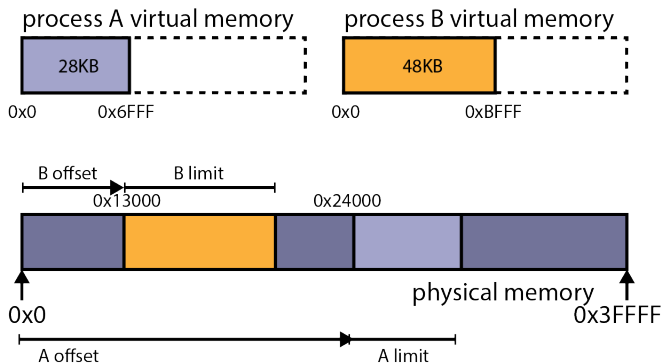 process A virtual memory
process B virtual memory
28KB
48KB
0x0
0x6FFF
0x0
0xBFFF
B offset
B limit
0x13000
0x24000
physical memory
0x0
0x3FFFF
A offset
A limit